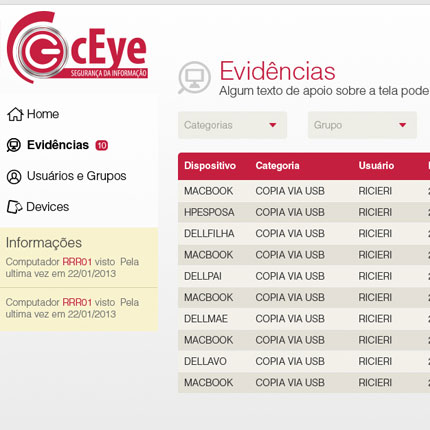 cEye
SEGURANÇA DA INFORMAÇÃO
Home
Evidências 10
Usuários e Grupos
Devices
Informações
Computador RRR01 visto Pela
ultima vez em 22/01/2013
Computador RRR01 visto Pela
ultima vez em 22/01/2013
Evidências
Algum texto de apoio sobre a tela pode
Categorias Grupo
Dispositivo Categoria Usuário
MACBOOK COPIA VIA USB RICIERI
HPESPOSA COPIA VIA USB RICIERI
DELLFILHA COPIA VIA USB RICIERI
MACBOOK COPIA VIA USB RICIERI
DELLPAI COPIA VIA USB RICIERI
MACBOOK COPIA VIA USB RICIERI
DELLMAE COPIA VIA USB RICIERI
MACBOOK COPIA VIA USB RICIERI
DELLAVO COPIA VIA USB RICIERI
MACBOOK COPIA VIA USB RICIERI